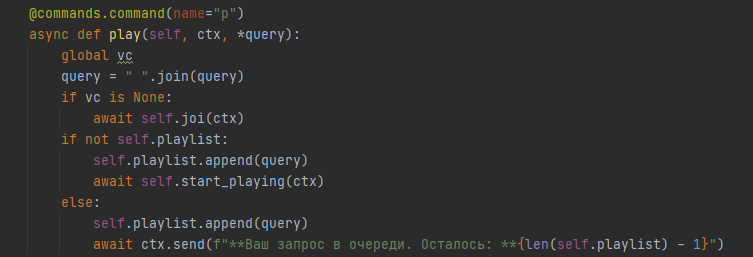 @commands.command(name="p")
async def play(self, ctx, *query):
    global vc
    query = " ".join(query)
    if vc is None:
        await self.joi(ctx)
    if not self.playlist:
        self.playlist.append(query)
        await self.start_playing(ctx)
    else:
        self.playlist.append(query)
        await ctx.send(f"**Ваш запрос в очереди. Осталось: **{len(self.playlist) - 1}")